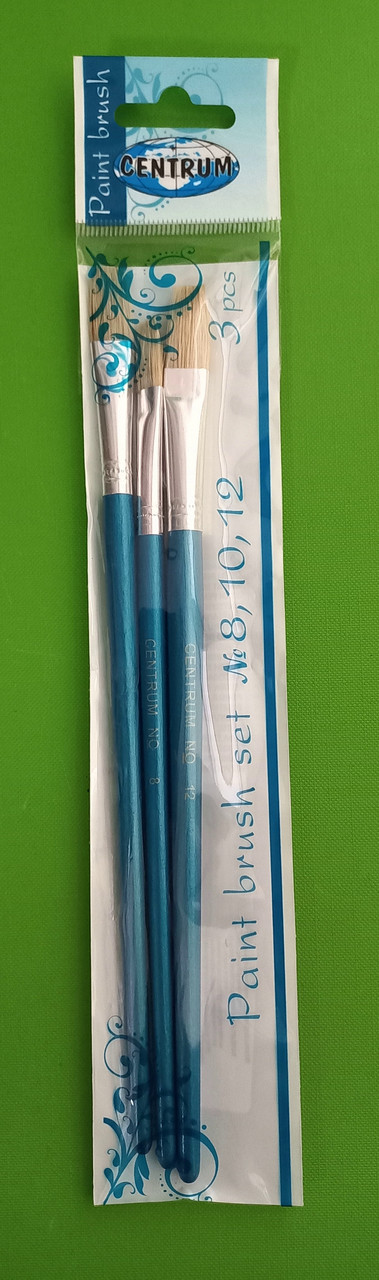 Paint brush
CENTRUM
3 pcs
Paint brush set № 8, 10, 12
CENTRUM NO 8
CENTRUM NO 12